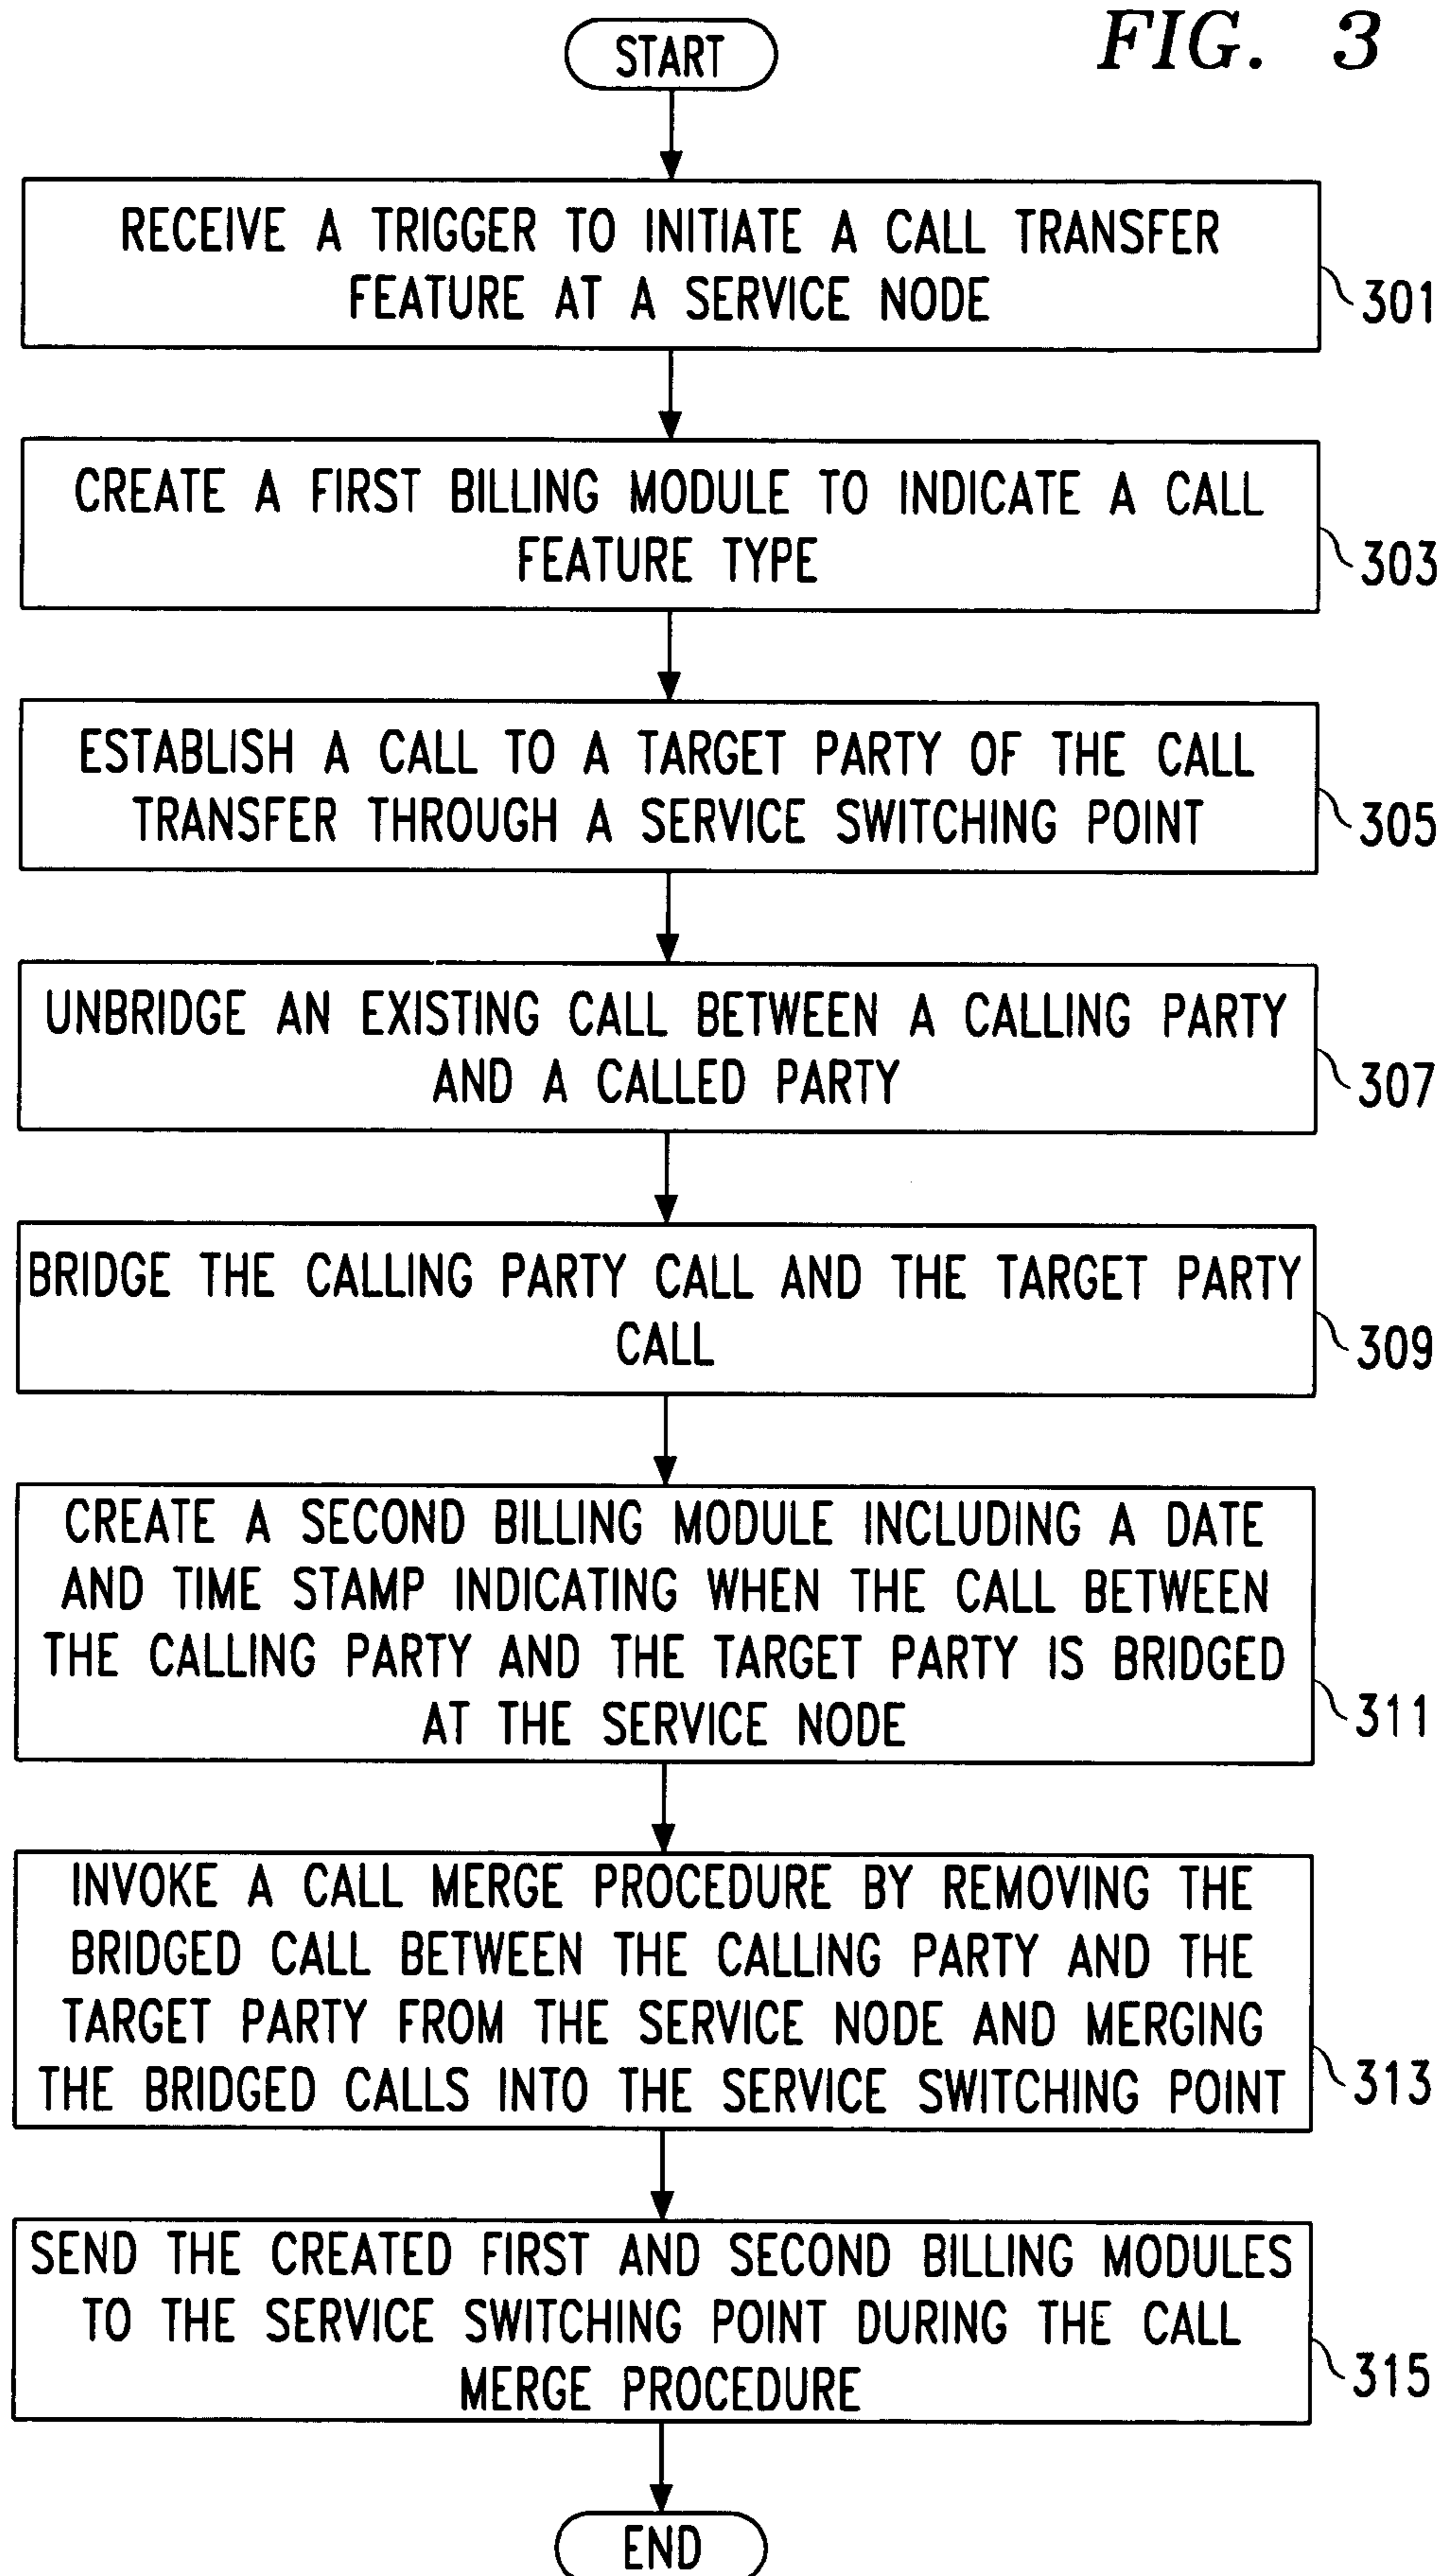 FIG. 3
START
RECEIVE A TRIGGER TO INITIATE A CALL TRANSFER
FEATURE AT A SERVICE NODE
301
CREATE A FIRST BILLING MODULE TO INDICATE A CALL
FEATURE TYPE
303
ESTABLISH A CALL TO A TARGET PARTY OF THE CALL
TRANSFER THROUGH A SERVICE SWITCHING POINT
305
UNBRIDGE AN EXISTING CALL BETWEEN A CALLING PARTY
AND A CALLED PARTY
307
BRIDGE THE CALLING PARTY CALL AND THE TARGET PARTY
CALL
309
CREATE A SECOND BILLING MODULE INCLUDING A DATE
AND TIME STAMP INDICATING WHEN THE CALL BETWEEN
THE CALLING PARTY AND THE TARGET PARTY IS BRIDGED
AT THE SERVICE NODE
311
INVOKE A CALL MERGE PROCEDURE BY REMOVING THE
BRIDGED CALL BETWEEN THE CALLING PARTY AND THE
TARGET PARTY FROM THE SERVICE NODE AND MERGING
THE BRIDGED CALLS INTO THE SERVICE SWITCHING POINT
313
SEND THE CREATED FIRST AND SECOND BILLING MODULES
TO THE SERVICE SWITCHING POINT DURING THE CALL
MERGE PROCEDURE
315
END